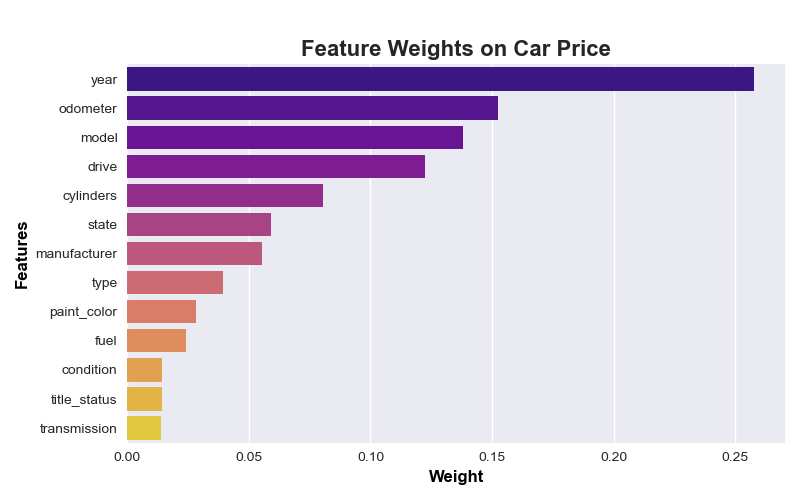 Feature Weights on Car Price
year
odometer
model
drive
cylinders
state
manufacturer
type
paint_color
fuel
condition
title_status
transmission
Features
0.00 0.05 0.10 0.15 0.20 0.25
Weight